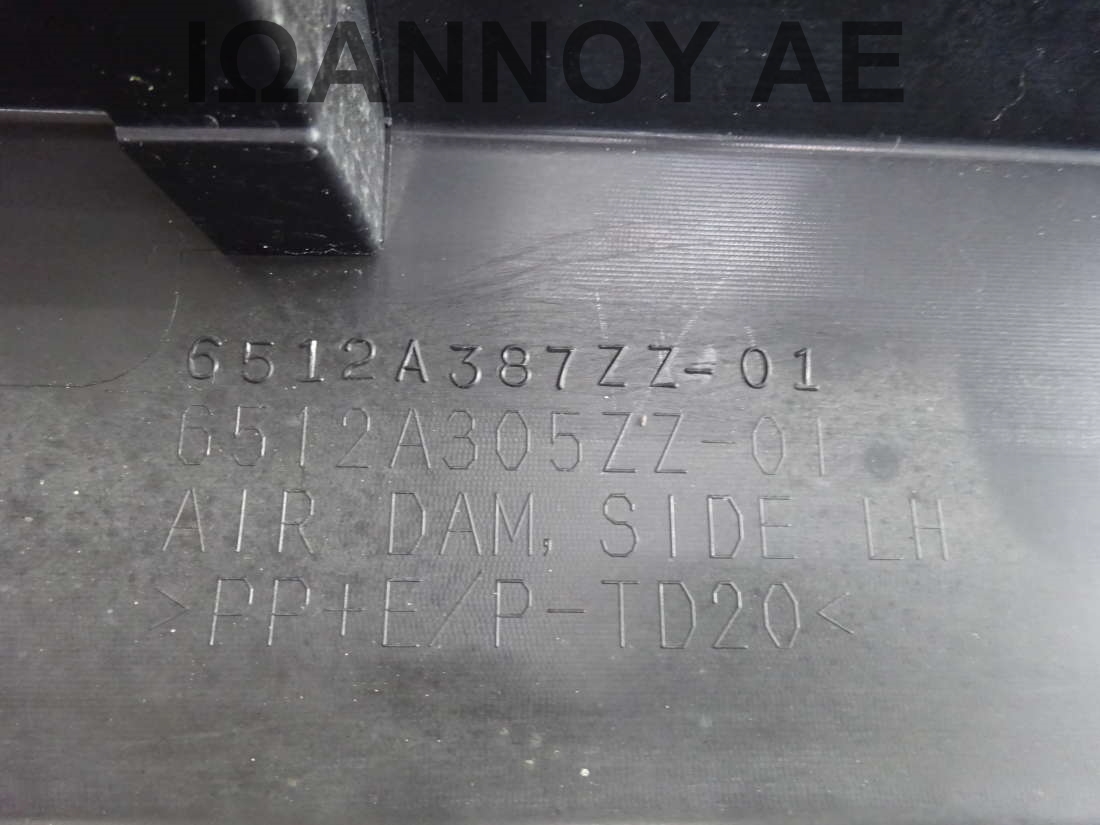 ΙΩΑΝΝΟΥ ΑΕ
6512A387ZZ-01
6512A305ZZ-01
AIR DAM, SIDE LH
>PP+E/P-TD20<